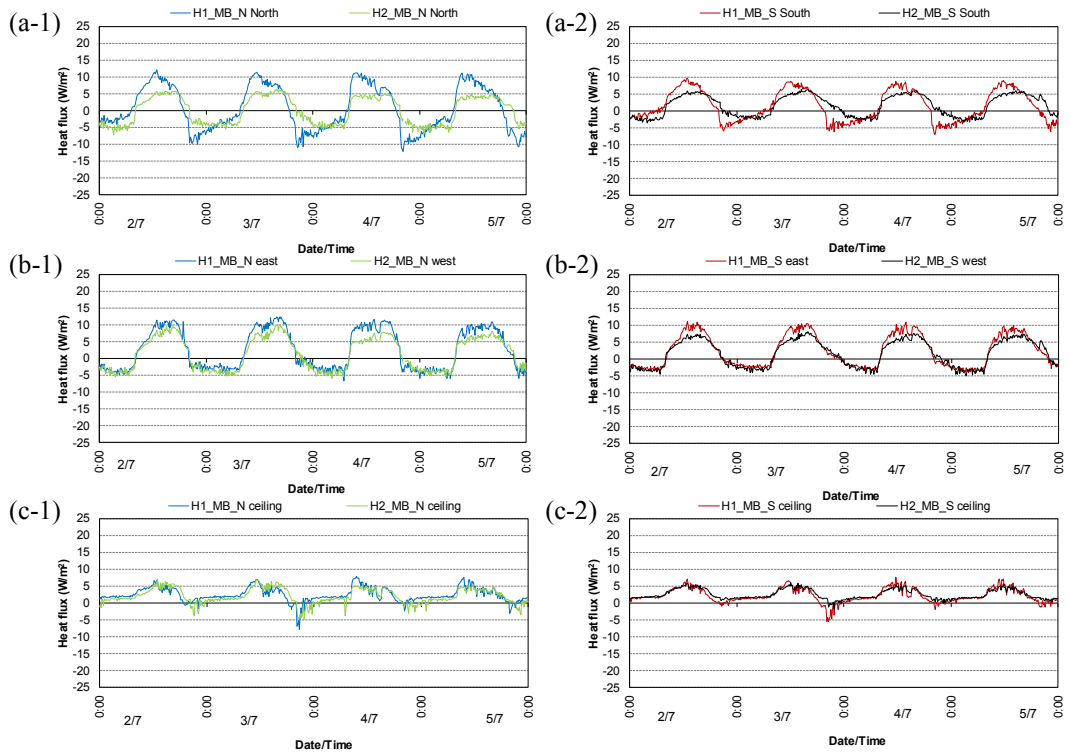 (a-1)
H1_MB_N North H2_MB_N North
25
20
15
10
5
0
-5
-10
-15
-20
-25
Heat flux (W/m²)
0:00 0:00 0:00 0:00 0:00
2/7 3/7 4/7 5/7
Date/Time
(a-2)
H1_MB_S South H2_MB_S South
25
20
15
10
5
0
-5
-10
-15
-20
-25
Heat flux (W/m²)
0:00 0:00 0:00 0:00 0:00
2/7 3/7 4/7 5/7
Date/Time
(b-1)
H1_MB_N east H2_MB_N west
25
20
15
10
5
0
-5
-10
-15
-20
-25
Heat flux (W/m²)
0:00 0:00 0:00 0:00 0:00
2/7 3/7 4/7 5/7
Date/Time
(b-2)
H1_MB_S east H2_MB_S west
25
20
15
10
5
0
-5
-10
-15
-20
-25
Heat flux (W/m²)
0:00 0:00 0:00 0:00 0:00
2/7 3/7 4/7 5/7
Date/Time
(c-1)
H1_MB_N ceiling H2_MB_N ceiling
25
20
15
10
5
0
-5
-10
-15
-20
-25
Heat flux (W/m²)
0:00 0:00 0:00 0:00 0:00
2/7 3/7 4/7 5/7
Date/Time
(c-2)
H1_MB_S ceiling H2_MB_S ceiling
25
20
15
10
5
0
-5
-10
-15
-20
-25
Heat flux (W/m²)
0:00 0:00 0:00 0:00 0:00
2/7 3/7 4/7 5/7
Date/Time